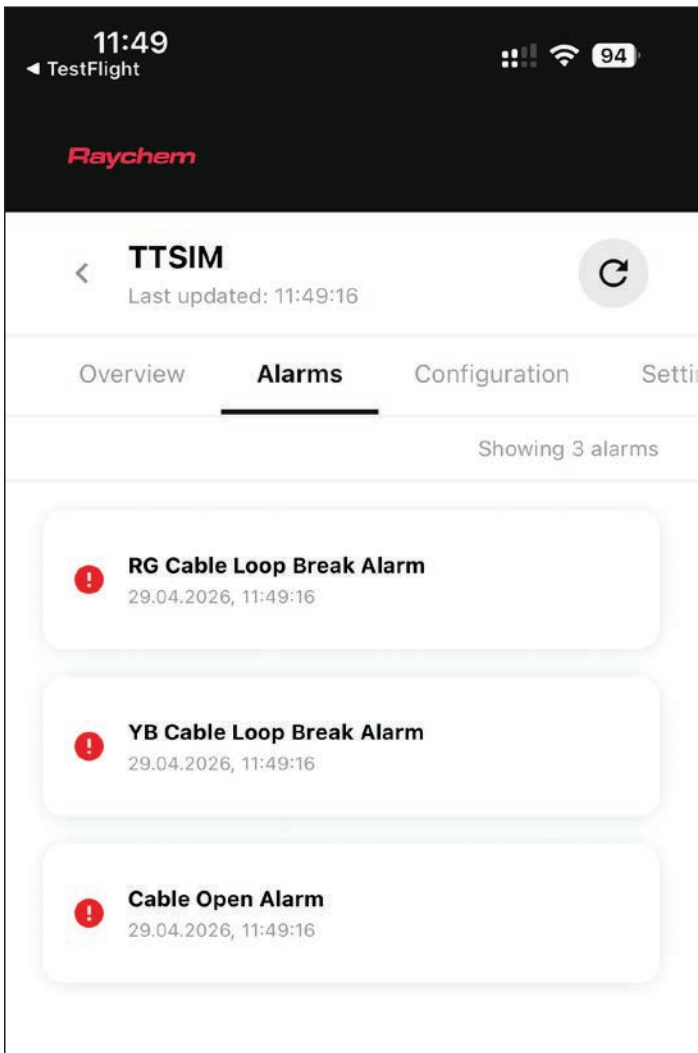 11:49
◀ TestFlight
94
Raychem
TTSIM
Last updated: 11:49:16
Overview Alarms Configuration Setti
Showing 3 alarms
RG Cable Loop Break Alarm
29.04.2026, 11:49:16
YB Cable Loop Break Alarm
29.04.2026, 11:49:16
Cable Open Alarm
29.04.2026, 11:49:16